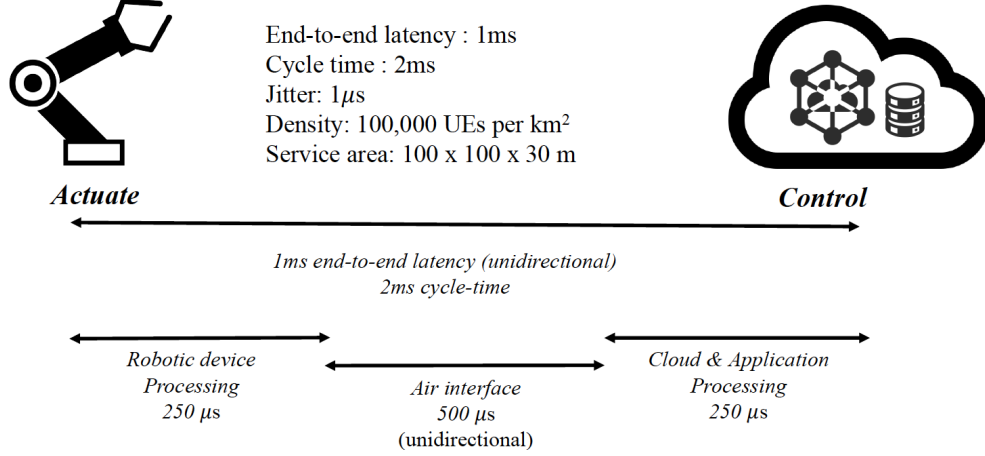 End-to-end latency : 1ms
Cycle time : 2ms
Jitter: 1μs
Density: 100,000 UEs per km²
Service area: 100 x 100 x 30 m
Actuate
Control
1ms end-to-end latency (unidirectional)
2ms cycle-time
Robotic device
Processing
250 μs
Air interface
500 μs
(unidirectional)
Cloud & Application
Processing
250 μs